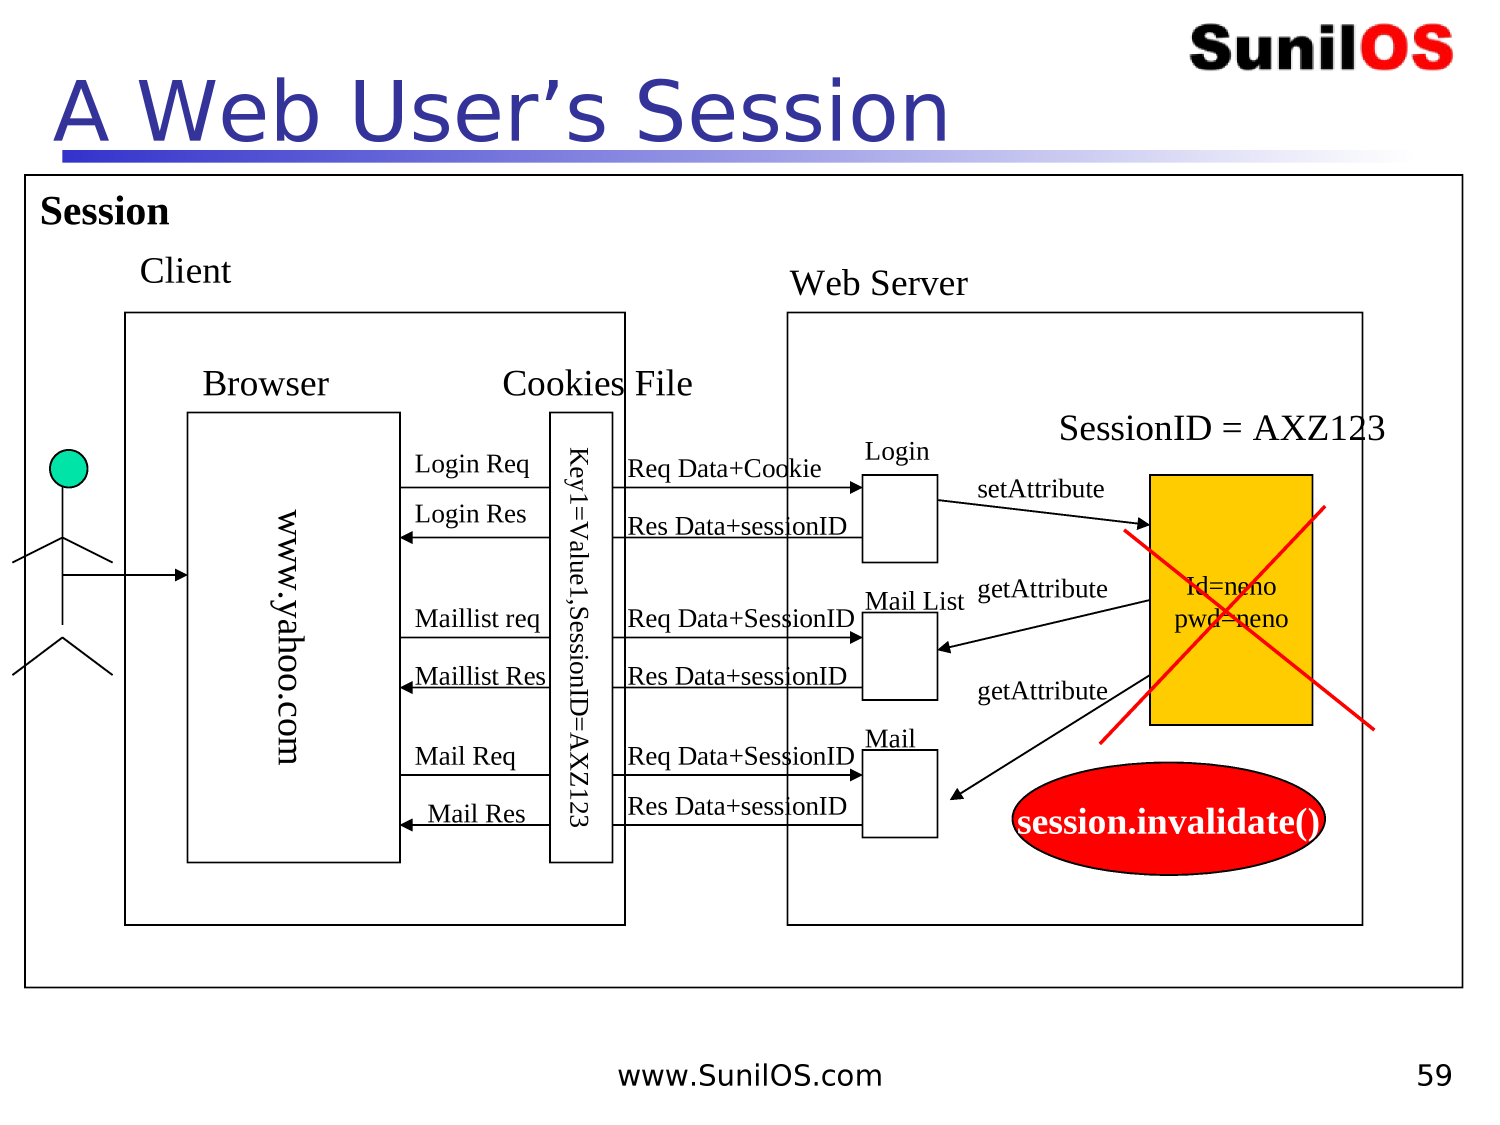 SunilOS
A Web User’s Session
Session
Client
Web Server
Browser
Cookies File
SessionID = AXZ123
Login
Login Req
Req Data+Cookie
setAttribute
Login Res
Res Data+sessionID
www.yahoo.com
Key1=Value1,SessionID=AXZ123
getAttribute
Mail List
Id=neno
pwd=neno
Maillist req
Req Data+SessionID
Maillist Res
Res Data+sessionID
getAttribute
Mail
Mail Req
Req Data+SessionID
Mail Res
Res Data+sessionID
session.invalidate()
www.SunilOS.com
59